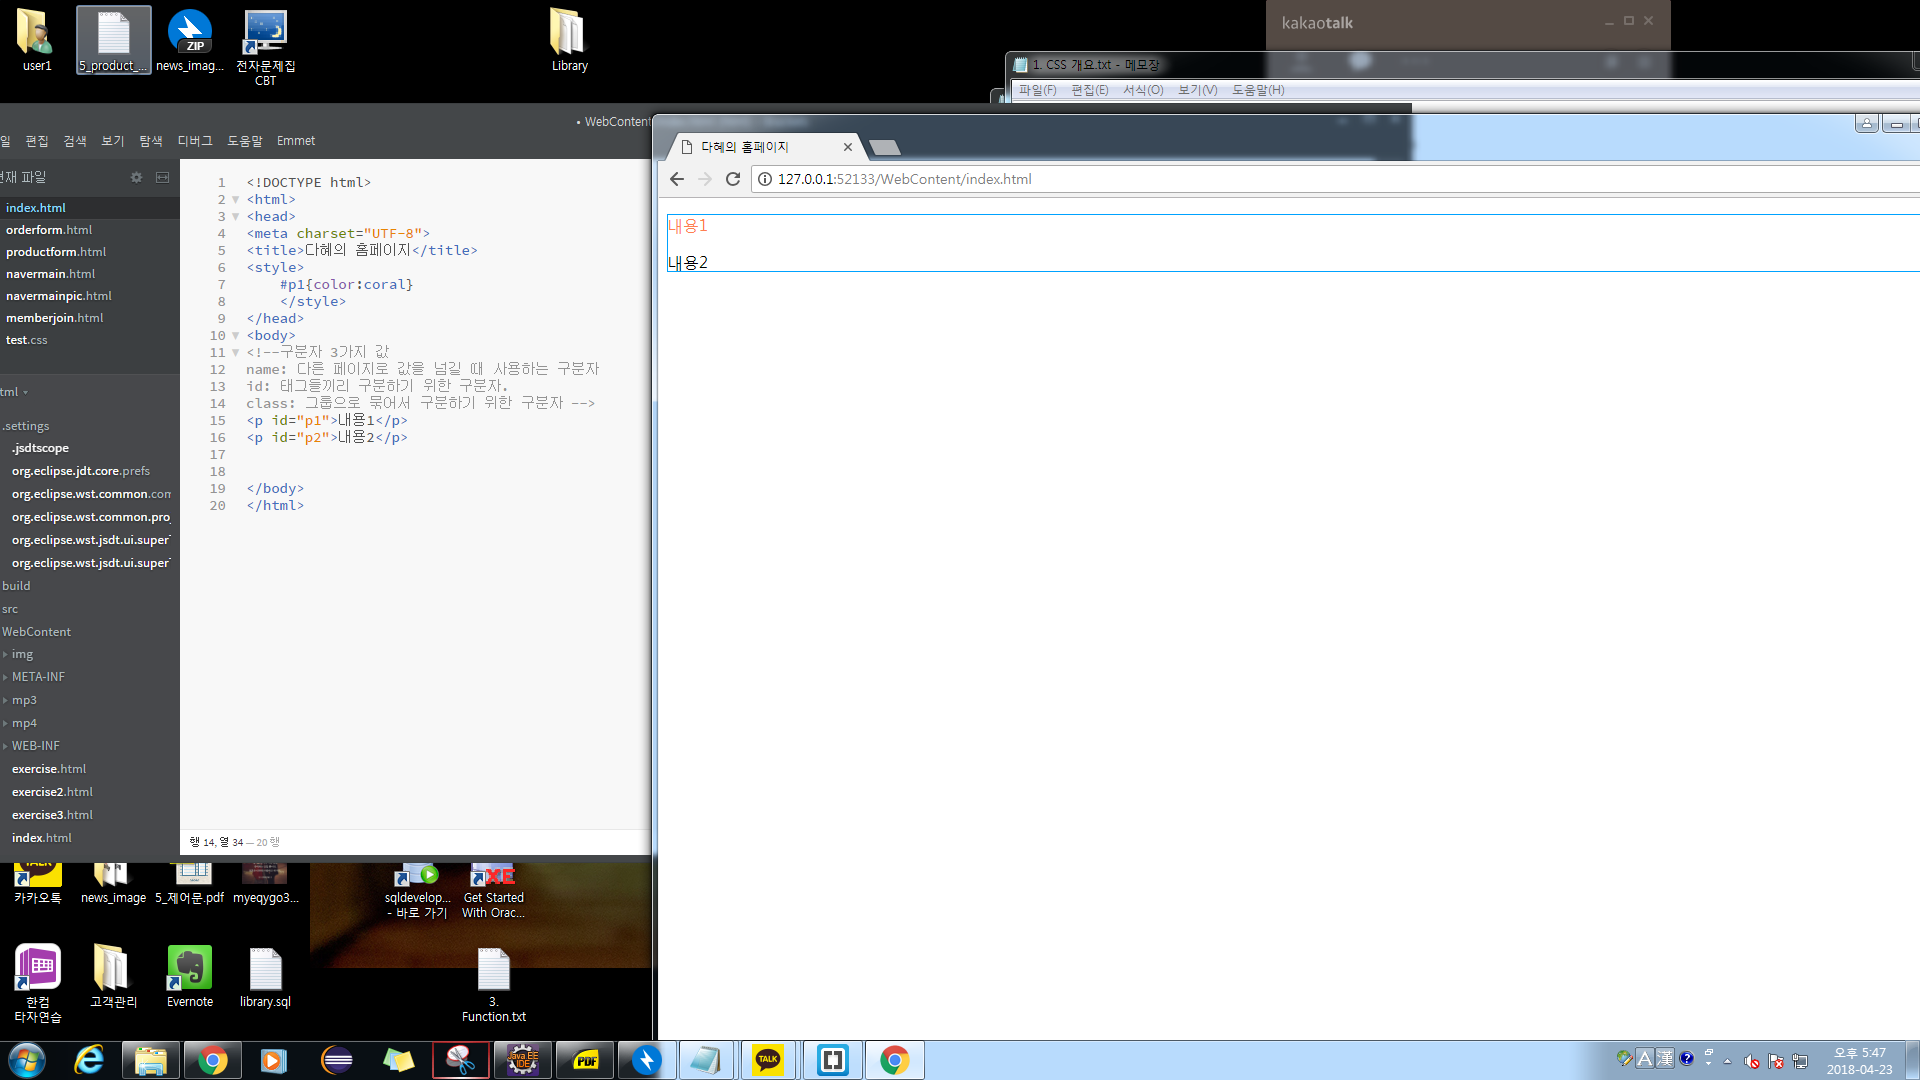 user1
5_product_...
news_imag...
전자문제집
CBT
Library
kakaotalk
1. CSS 개요.txt - 메모장
파일(F) 편집(E) 서식(O) 보기(V) 도움말(H)
• WebContent
일 편집 검색 보기 탐색 디버그 도움말 Emmet
현재 파일
index.html
orderform.html
productform.html
navermain.html
navermainpic.html
memberjoin.html
test.css
tml
.settings
.jsdtscope
org.eclipse.jdt.core.prefs
org.eclipse.wst.common.com
org.eclipse.wst.common.pro
org.eclipse.wst.jsdt.ui.super
org.eclipse.wst.jsdt.ui.super
build
src
WebContent
img
META-INF
mp3
mp4
WEB-INF
exercise.html
exercise2.html
exercise3.html
index.html
1 <!DOCTYPE html>
2 <html>
3 <head>
4 <meta charset="UTF-8">
5 <title>다혜의 홈페이지</title>
6 <style>
7 #p1{color:coral}
8 </style>
9 </head>
10 <body>
11 <!--구분자 3가지 값
12 name: 다른 페이지로 값을 넘길 때 사용하는 구분자
13 id: 태그들끼리 구분하기 위한 구분자.
14 class: 그룹으로 묶어서 구분하기 위한 구분자 -->
15 <p id="p1">내용1</p>
16 <p id="p2">내용2</p>
17
18
19 </body>
20 </html>
행 14, 열 34 — 20 행
다혜의 홈페이지
127.0.0.1:52133/WebContent/index.html
내용1
내용2
카카오톡
news_image
5_제어문.pdf
myeqygo3...
sqldevelop...
- 바로 가기
Get Started
With Orac...
한컴
타자연습
고객관리
Evernote
library.sql
3.
Function.txt
Java EE
IDE
PDF
TALK
A 漢
오후 5:47
2018-04-23